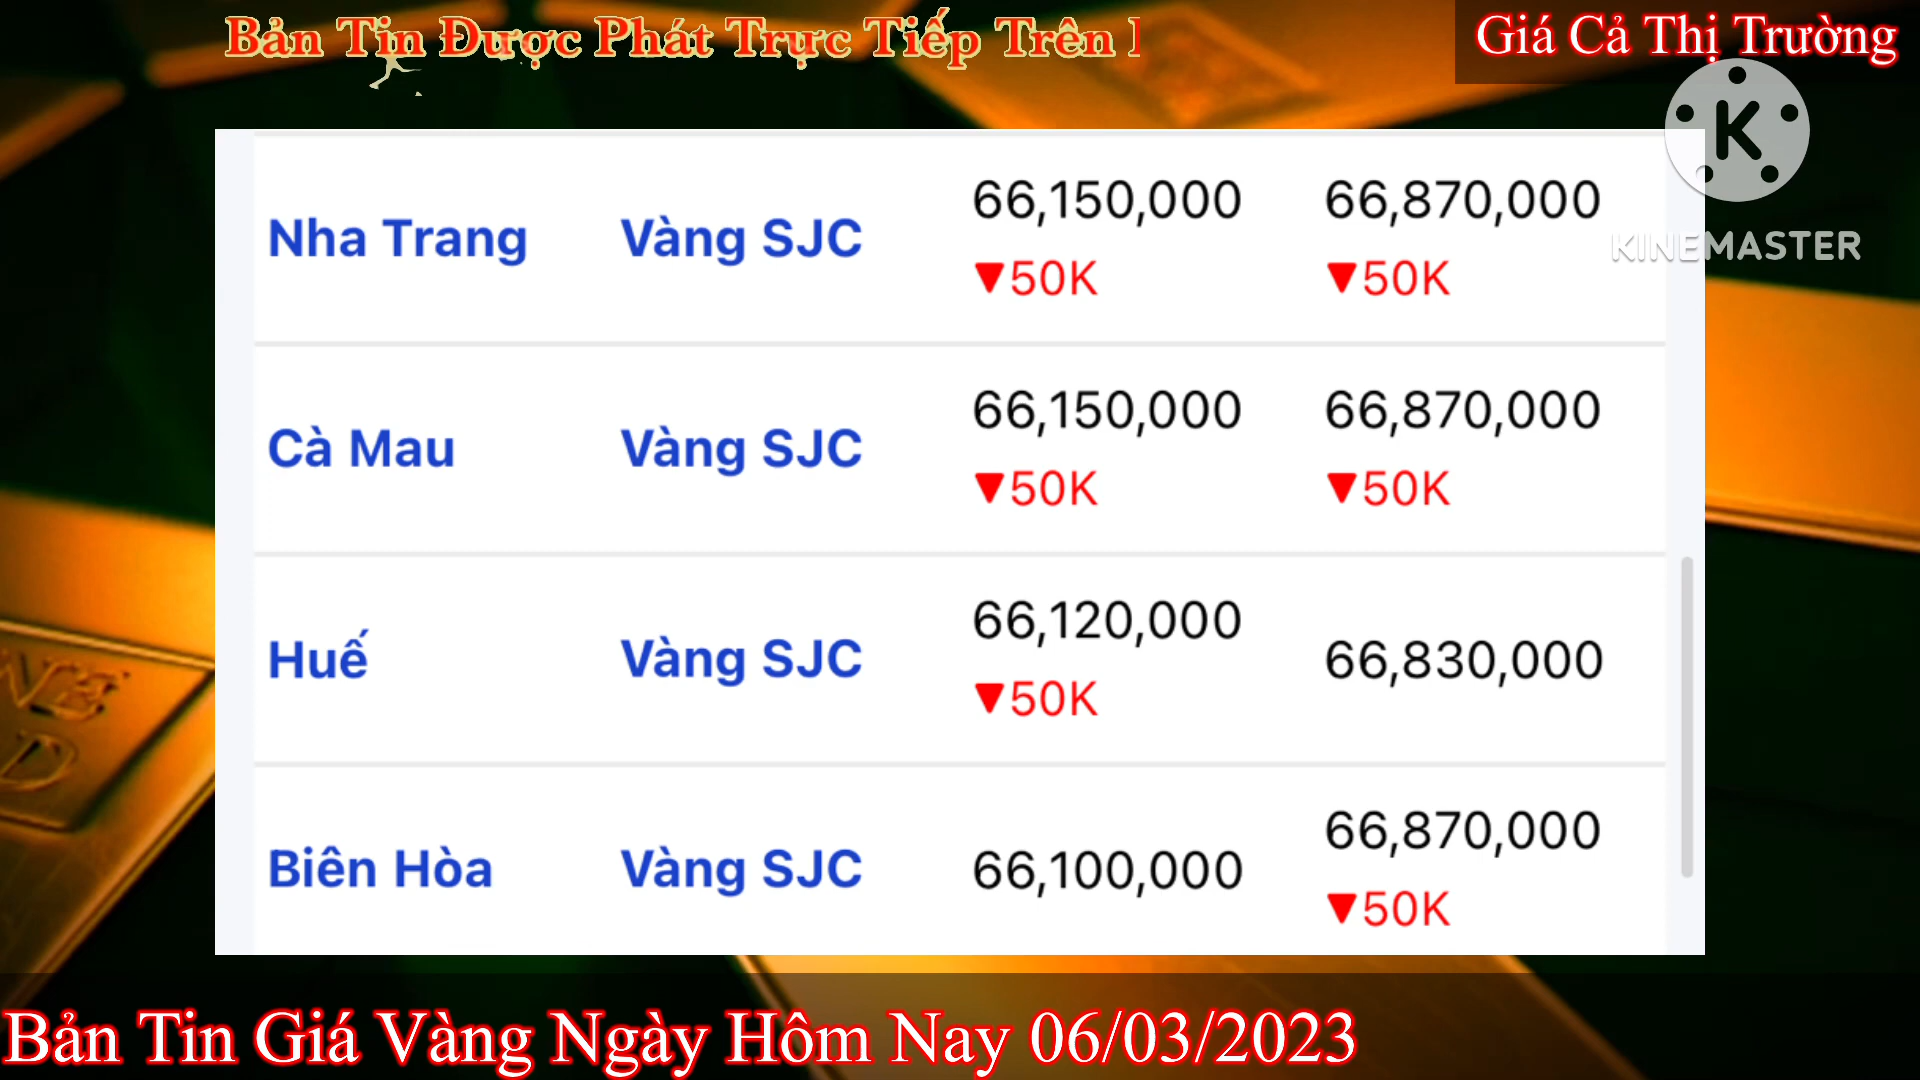 Bản Tin Được Phát Trực Tiếp Trên
Giá Cả Thị Trường
K
KINEMASTER
Nha Trang Vàng SJC 66,150,000 66,870,000
▼50K ▼50K
Cà Mau Vàng SJC 66,150,000 66,870,000
▼50K ▼50K
Huế Vàng SJC 66,120,000 66,830,000
▼50K
Biên Hòa Vàng SJC 66,100,000 66,870,000
▼50K
Bản Tin Giá Vàng Ngày Hôm Nay 06/03/2023